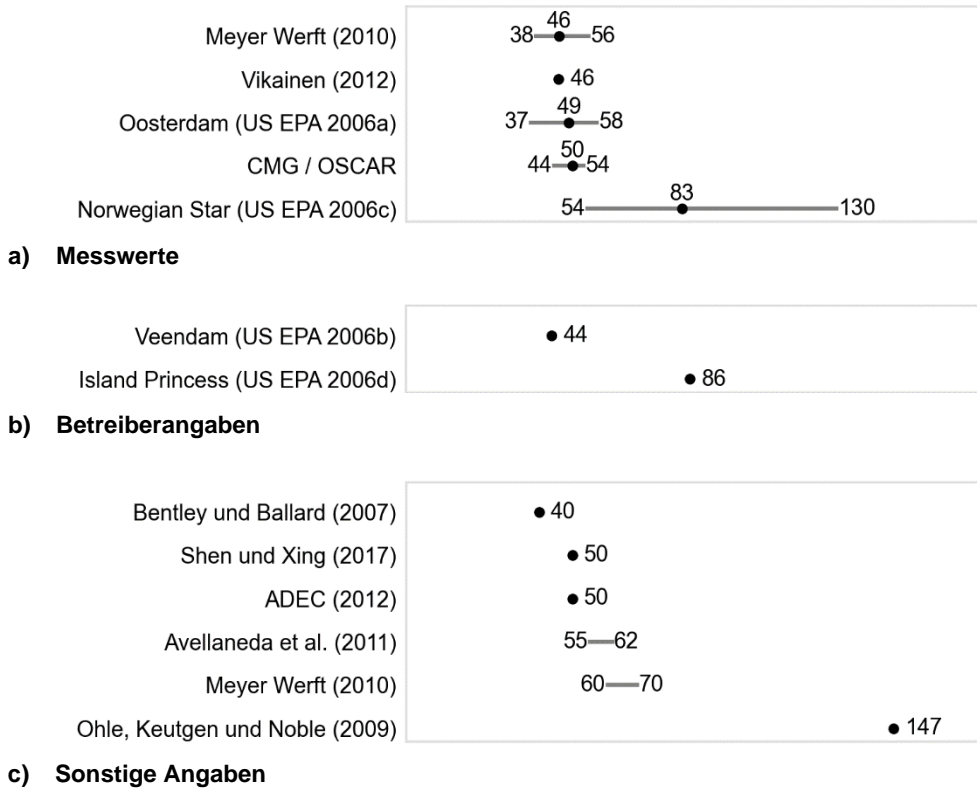 46
Meyer Werft (2010) 38 56
Vikainen (2012) 46
49
Oosterdam (US EPA 2006a) 37 58
50
CMG / OSCAR 44 54
83
Norwegian Star (US EPA 2006c) 54 130
a) Messwerte
Veendam (US EPA 2006b) 44
Island Princess (US EPA 2006d) 86
b) Betreiberangaben
Bentley und Ballard (2007) 40
Shen und Xing (2017) 50
ADEC (2012) 50
Avellaneda et al. (2011) 55 62
Meyer Werft (2010) 60 70
Ohle, Keutgen und Noble (2009) 147
c) Sonstige Angaben